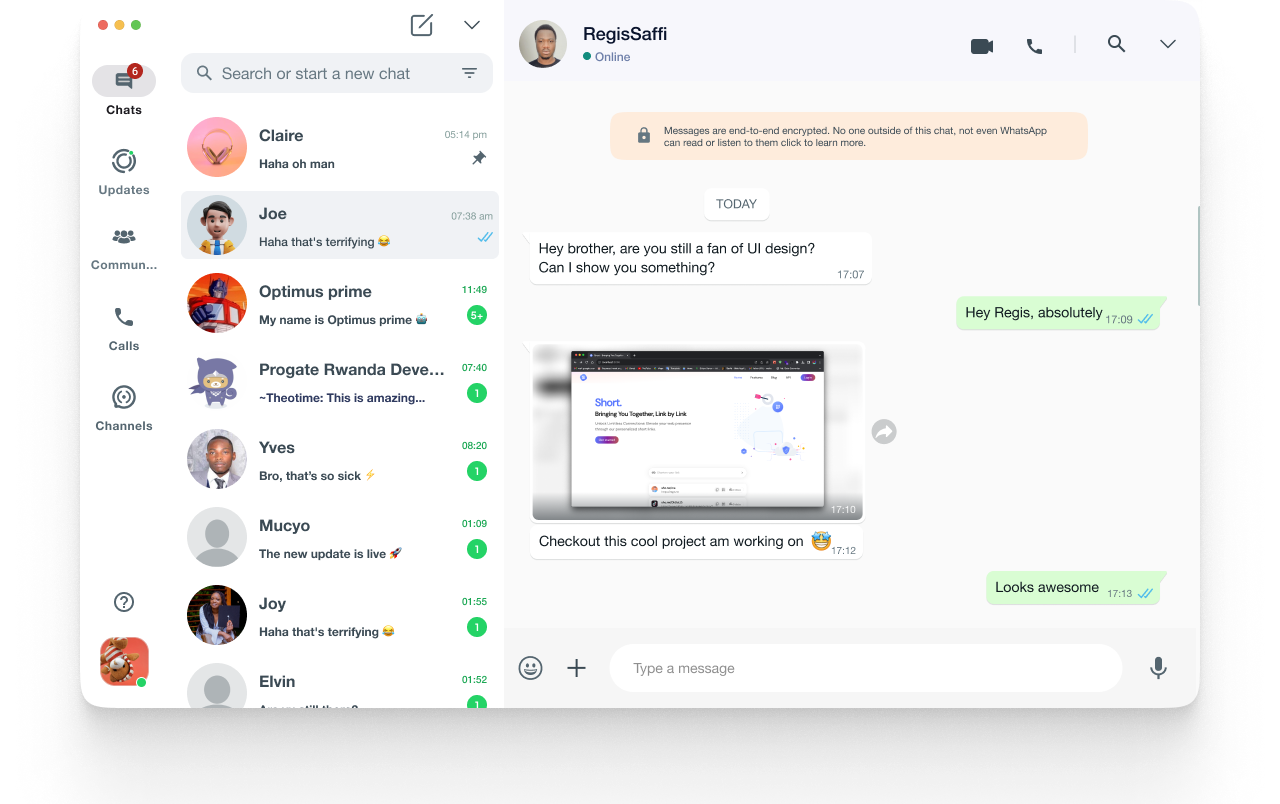 6
Chats
Updates
Commun...
Calls
Channels
Search or start a new chat
Claire
05:14 pm
Haha oh man
Joe
07:38 am
Haha that's terrifying 😂
Optimus prime
11:49
My name is Optimus prime 🤖
5+
Progate Rwanda Deve...
07:40
~Theotime: This is amazing...
1
Yves
08:20
Bro, that's so sick ⚡
1
Mucyo
01:09
The new update is live 🚀
1
Joy
01:55
Haha that's terrifying 😂
1
Elvin
01:52
1
RegisSaffi
Online
Messages are end-to-end encrypted. No one outside of this chat, not even WhatsApp
can read or listen to them click to learn more.
TODAY
Hey brother, are you still a fan of UI design?
Can I show you something?
17:07
Hey Regis, absolutely
17:09
Short.
Bringing You Together, Link by Link
17:10
Checkout this cool project am working on 🤩
17:12
Looks awesome
17:13
Type a message